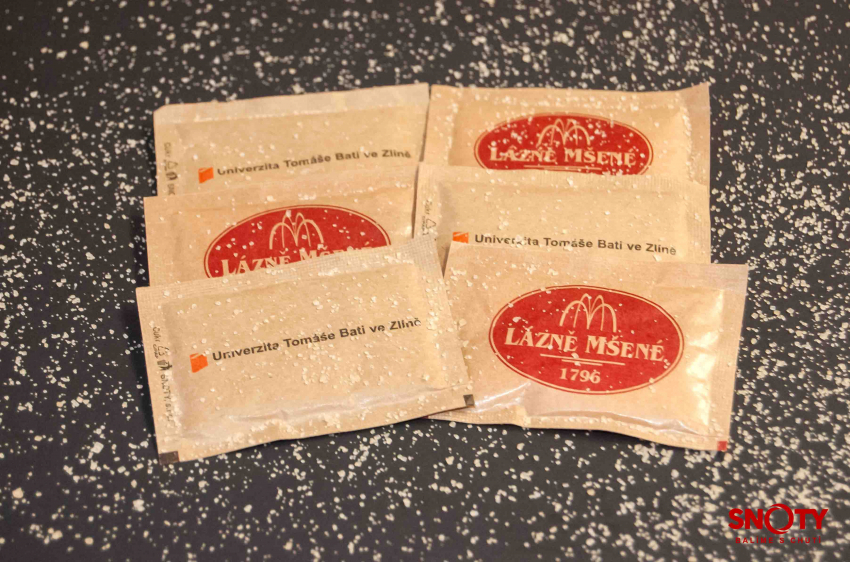 Univerzita Tomáše Bati ve Zlíně
LÁZNĚ MŠENÉ
LÁZNĚ MŠENÉ
Univerzita Tomáše Bati ve Zlíně
Univerzita Tomáše Bati ve Zlíně
LÁZNĚ MŠENÉ
1796
SNOTY